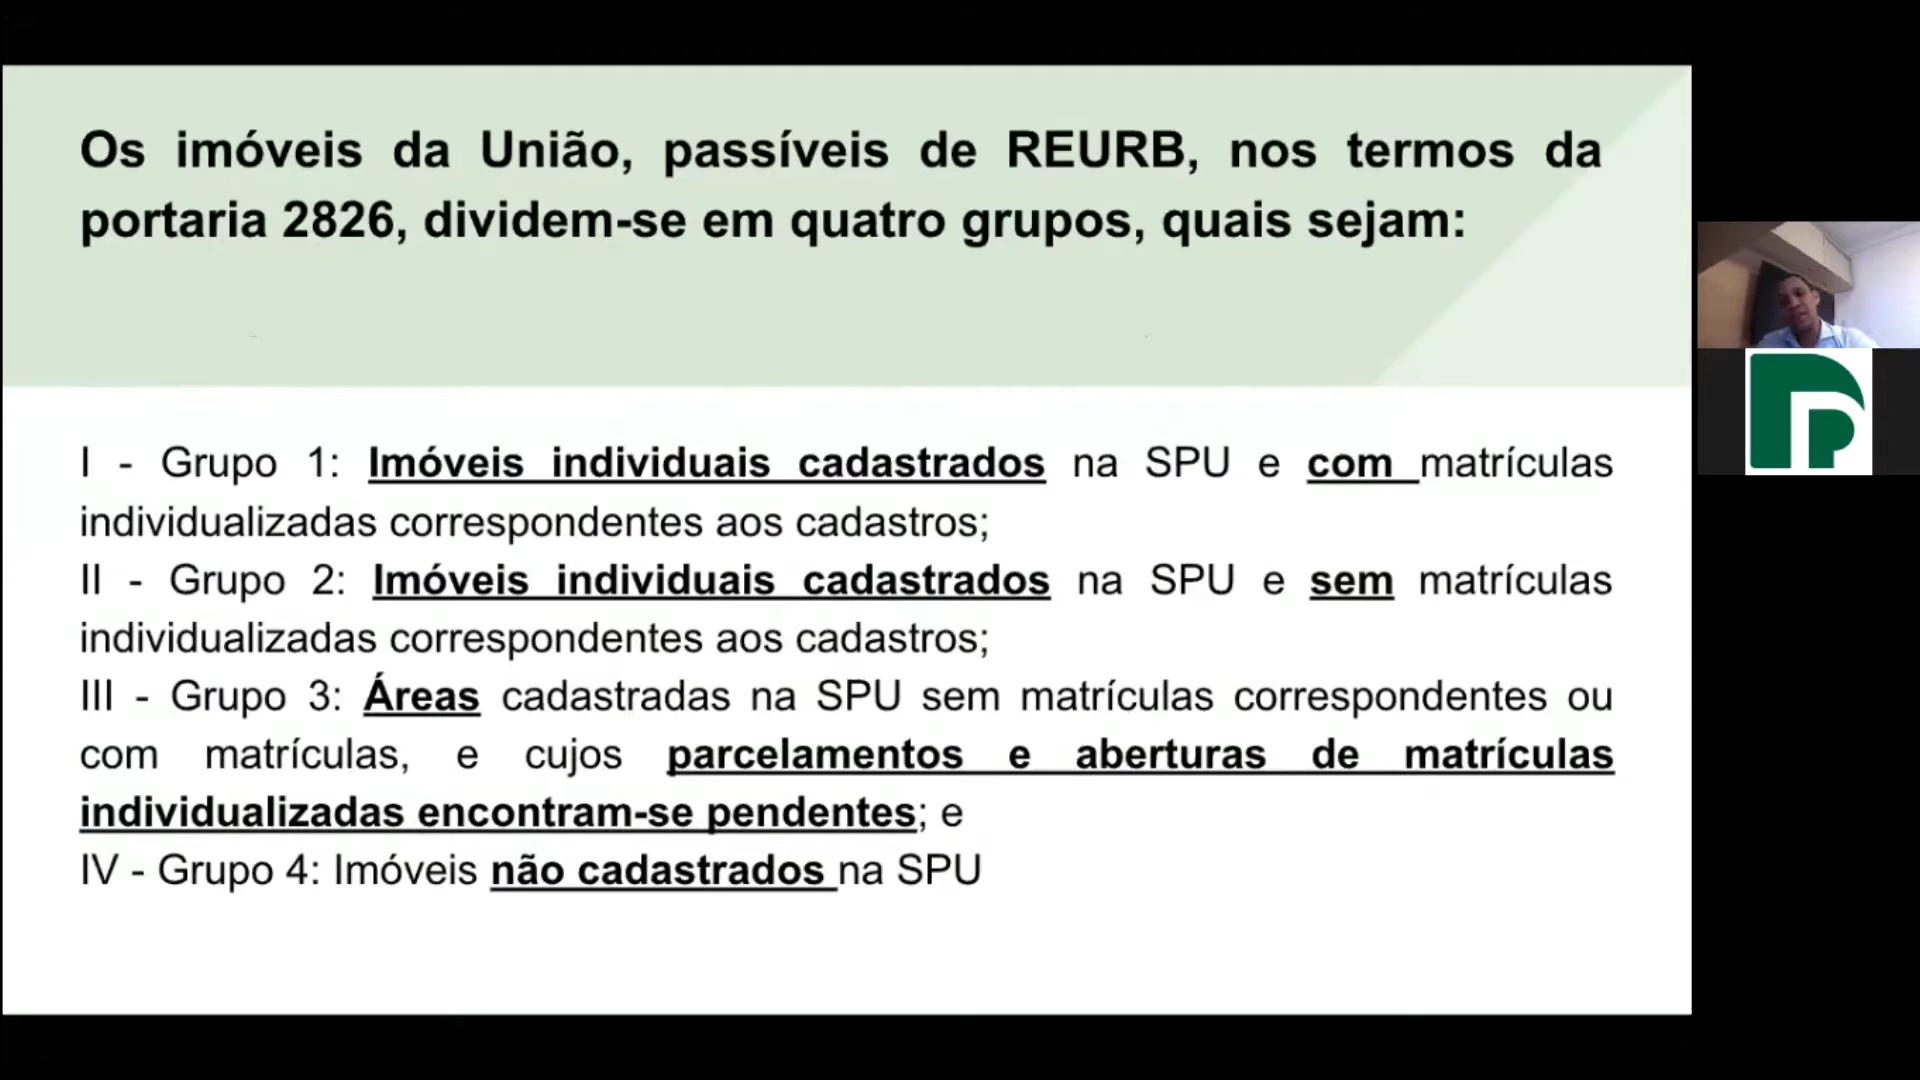 Os imóveis da União, passíveis de REURB, nos termos da
portaria 2826, dividem-se em quatro grupos, quais sejam:
I - Grupo 1: Imóveis individuais cadastrados na SPU e com matrículas
individualizadas correspondentes aos cadastros;
II - Grupo 2: Imóveis individuais cadastrados na SPU e sem matrículas
individualizadas correspondentes aos cadastros;
III - Grupo 3: Áreas cadastradas na SPU sem matrículas correspondentes ou
com matrículas, e cujos parcelamentos e aberturas de matrículas
individualizadas encontram-se pendentes; e
IV - Grupo 4: Imóveis não cadastrados na SPU